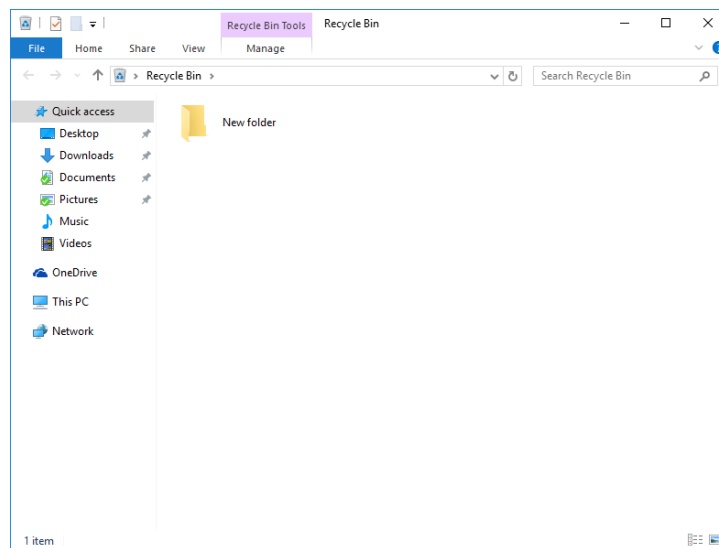 Recycle Bin Tools
Recycle Bin
File
Home
Share
View
Manage
Recycle Bin
Search Recycle Bin
Quick access
Desktop
Downloads
Documents
Pictures
Music
Videos
OneDrive
This PC
Network
New folder
1 item